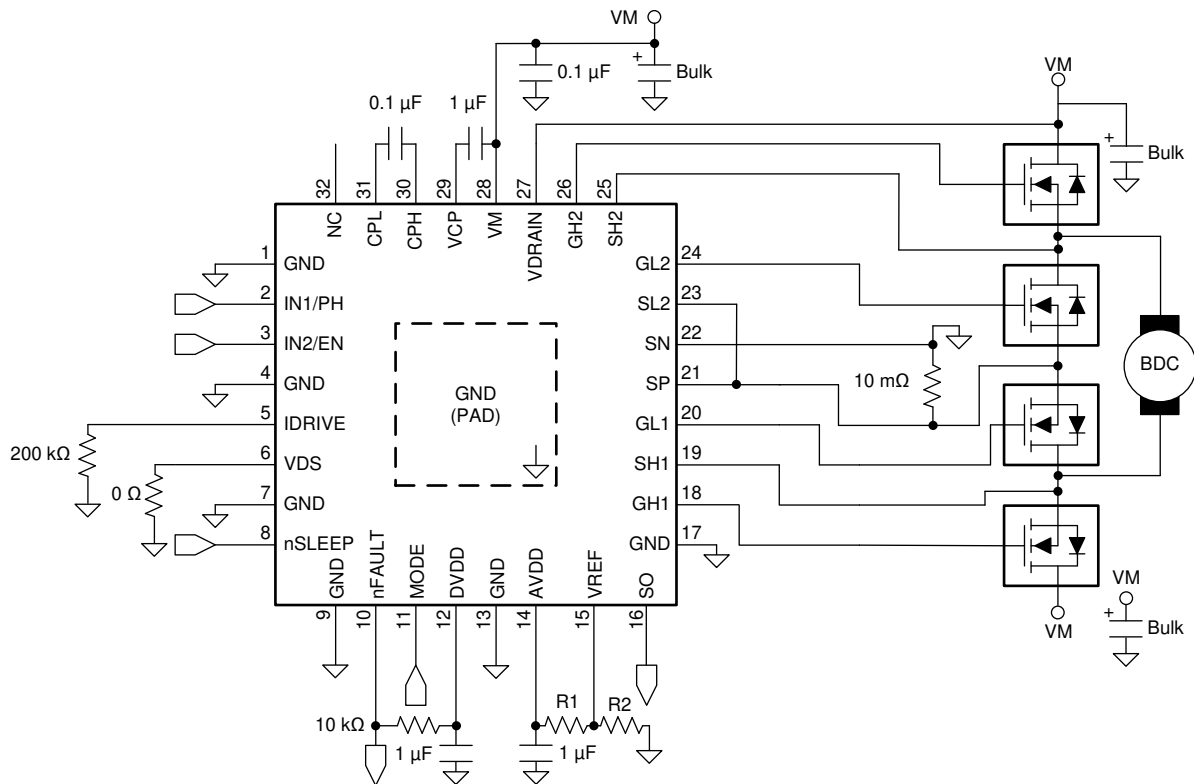 VM
0.1 µF
Bulk
VM
Bulk
0.1 µF
1 µF
32
31
30
29
28
27
26
25
NC
CPL
CPH
VCP
VM
VDRAIN
GH2
SH2
1
GND
2
IN1/PH
3
IN2/EN
4
GND
5
IDRIVE
6
VDS
7
GND
8
nSLEEP
200 kΩ
0 Ω
GND
(PAD)
GL2
24
SL2
23
SN
22
SP
21
GL1
20
SH1
19
GH1
18
GND
17
10 mΩ
BDC
GND
nFAULT
MODE
DVDD
GND
AVDD
VREF
SO
9
10
11
12
13
14
15
16
VM
VM
Bulk
10 kΩ
1 µF
R1
R2
1 µF